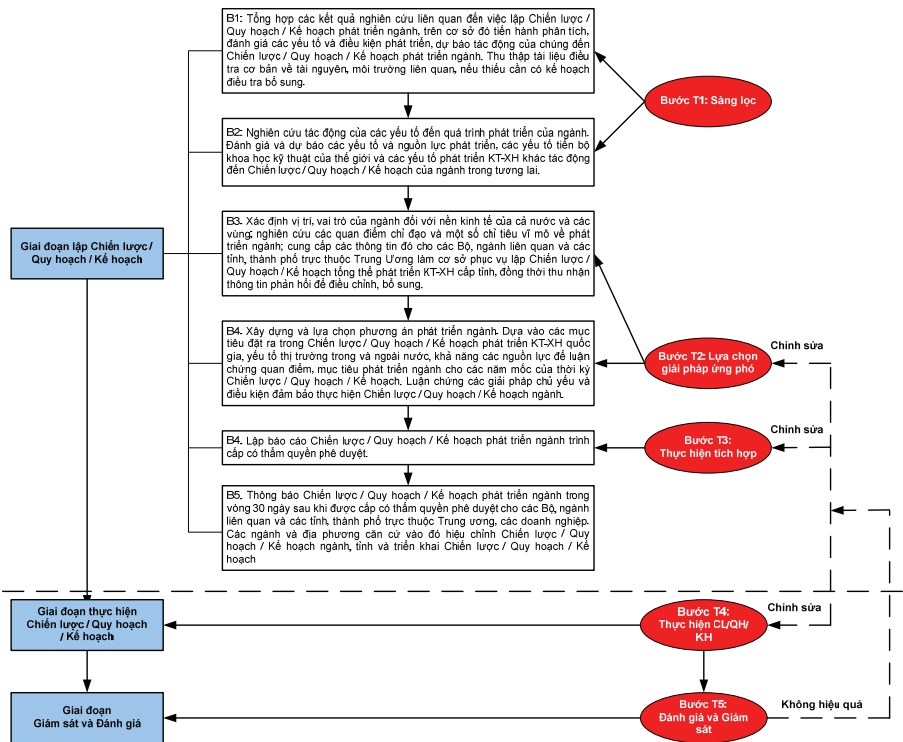 B1: Tổng hợp các kết quả nghiên cứu liên quan đến việc lập Chiến lược /
Quy hoạch / Kế hoạch phát triển ngành, trên cơ sở đó tiến hành phân tích,
đánh giá các yếu tố và điều kiện phát triển, dự báo tác động của chúng đến
Chiến lược / Quy hoạch / Kế hoạch phát triển ngành. Thu thập tài liệu điều
tra cơ bản về tài nguyên, môi trường liên quan, nếu thiếu cần có kế hoạch
điều tra bổ sung.
Bước T1: Sàng lọc
B2: Nghiên cứu tác động của các yếu tố đến quá trình phát triển của ngành.
Đánh giá và dự báo các yếu tố và nguồn lực phát triển, các yếu tố tiến bộ
khoa học kỹ thuật của thế giới và các yếu tố phát triển KT-XH khác tác động
đến Chiến lược / Quy hoạch / Kế hoạch của ngành trong tương lai.
Giai đoạn lập Chiến lược /
Quy hoạch / Kế hoạch
B3. Xác định vị trí, vai trò của ngành đối với nền kinh tế của cả nước và các
vùng; nghiên cứu các quan điểm chỉ đạo và một số chỉ tiêu vĩ mô về phát
triển ngành; cung cấp các thông tin đó cho các Bộ, ngành liên quan và các
tỉnh, thành phố trực thuộc Trung Ương làm cơ sở phục vụ lập Chiến lược /
Quy hoạch / Kế hoạch tổng thể phát triển KT-XH cấp tỉnh, đồng thời thu nhận
thông tin phản hồi để điều chỉnh, bổ sung.
B4. Xây dựng và lựa chọn phương án phát triển ngành. Dựa vào các mục
tiêu đặt ra trong Chiến lược / Quy hoạch / Kế hoạch phát triển KT-XH quốc
gia, yếu tố thị trường trong và ngoài nước, khả năng các nguồn lực để luận
chứng quan điểm, mục tiêu phát triển ngành cho các năm mốc của thời kỳ
Chiến lược / Quy hoạch / Kế hoạch. Luận chứng các giải pháp chủ yếu và
điều kiện đảm bảo thực hiện Chiến lược / Quy hoạch / Kế hoạch ngành.
Bước T2: Lựa chọn
giải pháp ứng phó
Chỉnh sửa
B4. Lập báo cáo Chiến lược / Quy hoạch / Kế hoạch phát triển ngành trình
cấp có thẩm quyền phê duyệt.
Bước T3:
Thực hiện tích hợp
Chỉnh sửa
B5. Thông báo Chiến lược / Quy hoạch / Kế hoạch phát triển ngành trong
vòng 30 ngày sau khi được cấp có thẩm quyền phê duyệt cho các Bộ, ngành
liên quan và các tỉnh, thành phố trực thuộc Trung ương, các doanh nghiệp.
Các ngành và địa phương căn cứ vào đó hiệu chỉnh Chiến lược / Quy
hoạch / Kế hoạch ngành, tỉnh và triển khai Chiến lược / Quy hoạch / Kế
hoạch
Giai đoạn thực hiện
Chiến lược / Quy hoạch
/ Kế hoạch
Bước T4:
Thực hiện CL/QH/
KH
Chỉnh sửa
Giai đoạn
Giám sát và Đánh giá
Bước T5:
Đánh giá và Giám
sát
Không hiệu quả